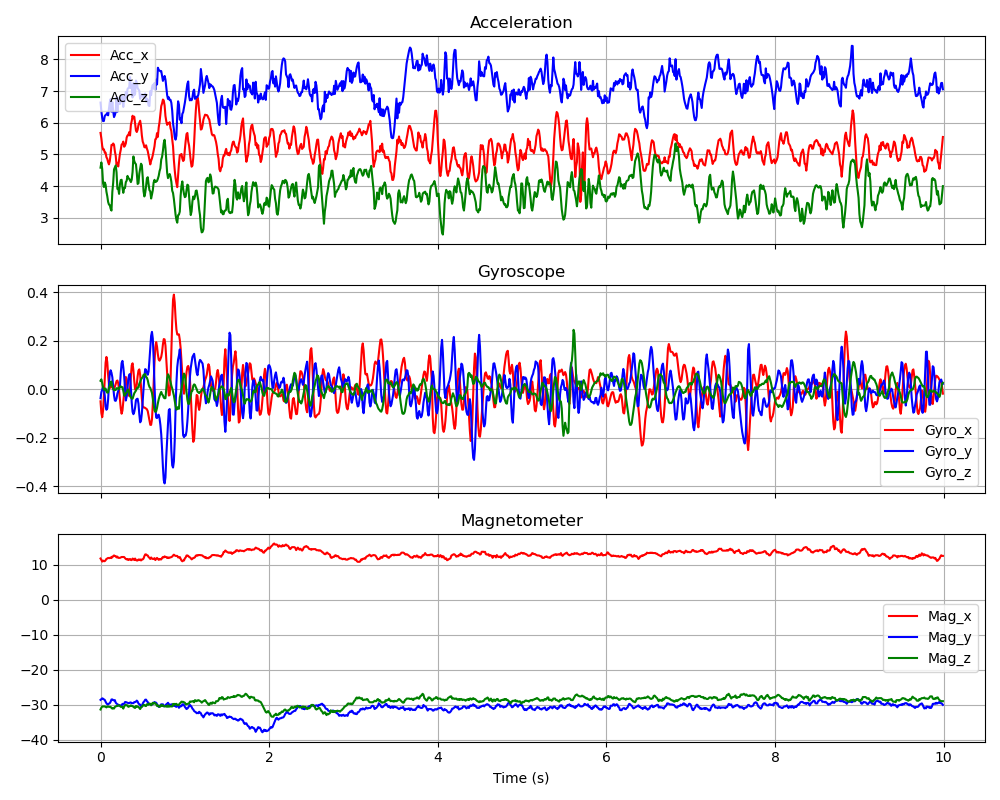 Acceleration
Acc_x
Acc_y
Acc_z
8
7
6
5
4
3
Gyroscope
0.4
0.2
0.0
−0.2
−0.4
Gyro_x
Gyro_y
Gyro_z
Magnetometer
10
0
−10
−20
−30
−40
Mag_x
Mag_y
Mag_z
0 2 4 6 8 10
Time (s)